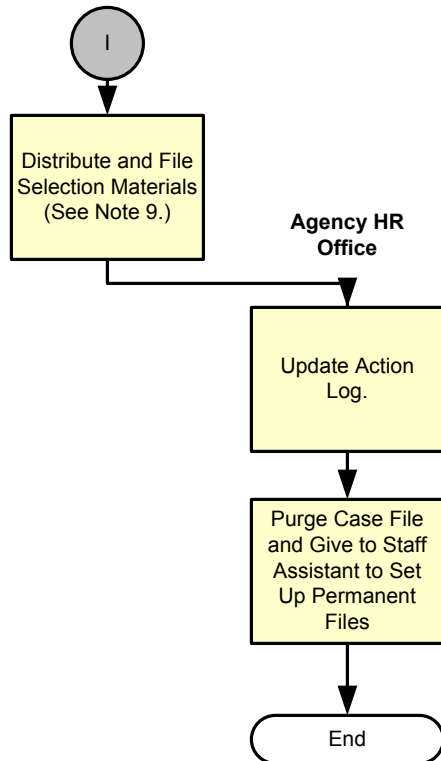 I
Distribute and File
Selection Materials
(See Note 9.)
Agency HR
Office
Update Action
Log.
Purge Case File
and Give to Staff
Assistant to Set
Up Permanent
Files
End